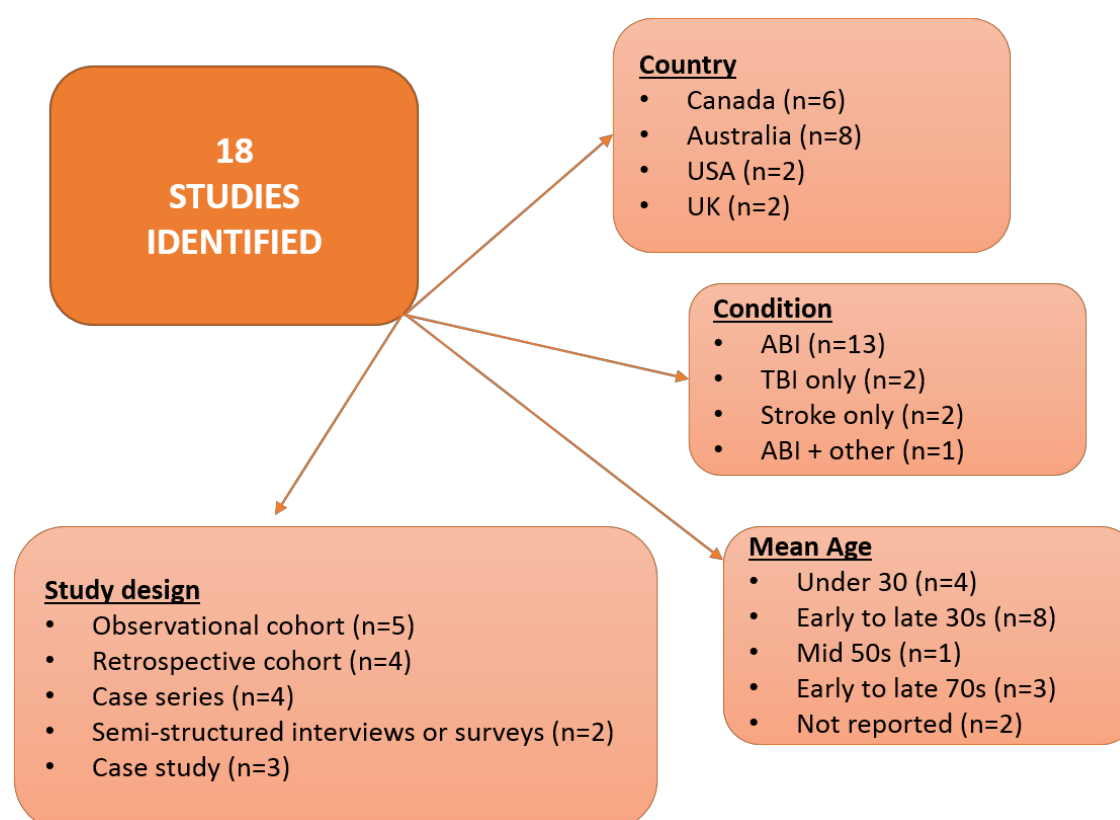 18
STUDIES
IDENTIFIED
Country
• Canada (n=6)
• Australia (n=8)
• USA (n=2)
• UK (n=2)
Condition
• ABI (n=13)
• TBI only (n=2)
• Stroke only (n=2)
• ABI + other (n=1)
Mean Age
• Under 30 (n=4)
• Early to late 30s (n=8)
• Mid 50s (n=1)
• Early to late 70s (n=3)
• Not reported (n=2)
Study design
• Observational cohort (n=5)
• Retrospective cohort (n=4)
• Case series (n=4)
• Semi-structured interviews or surveys (n=2)
• Case study (n=3)